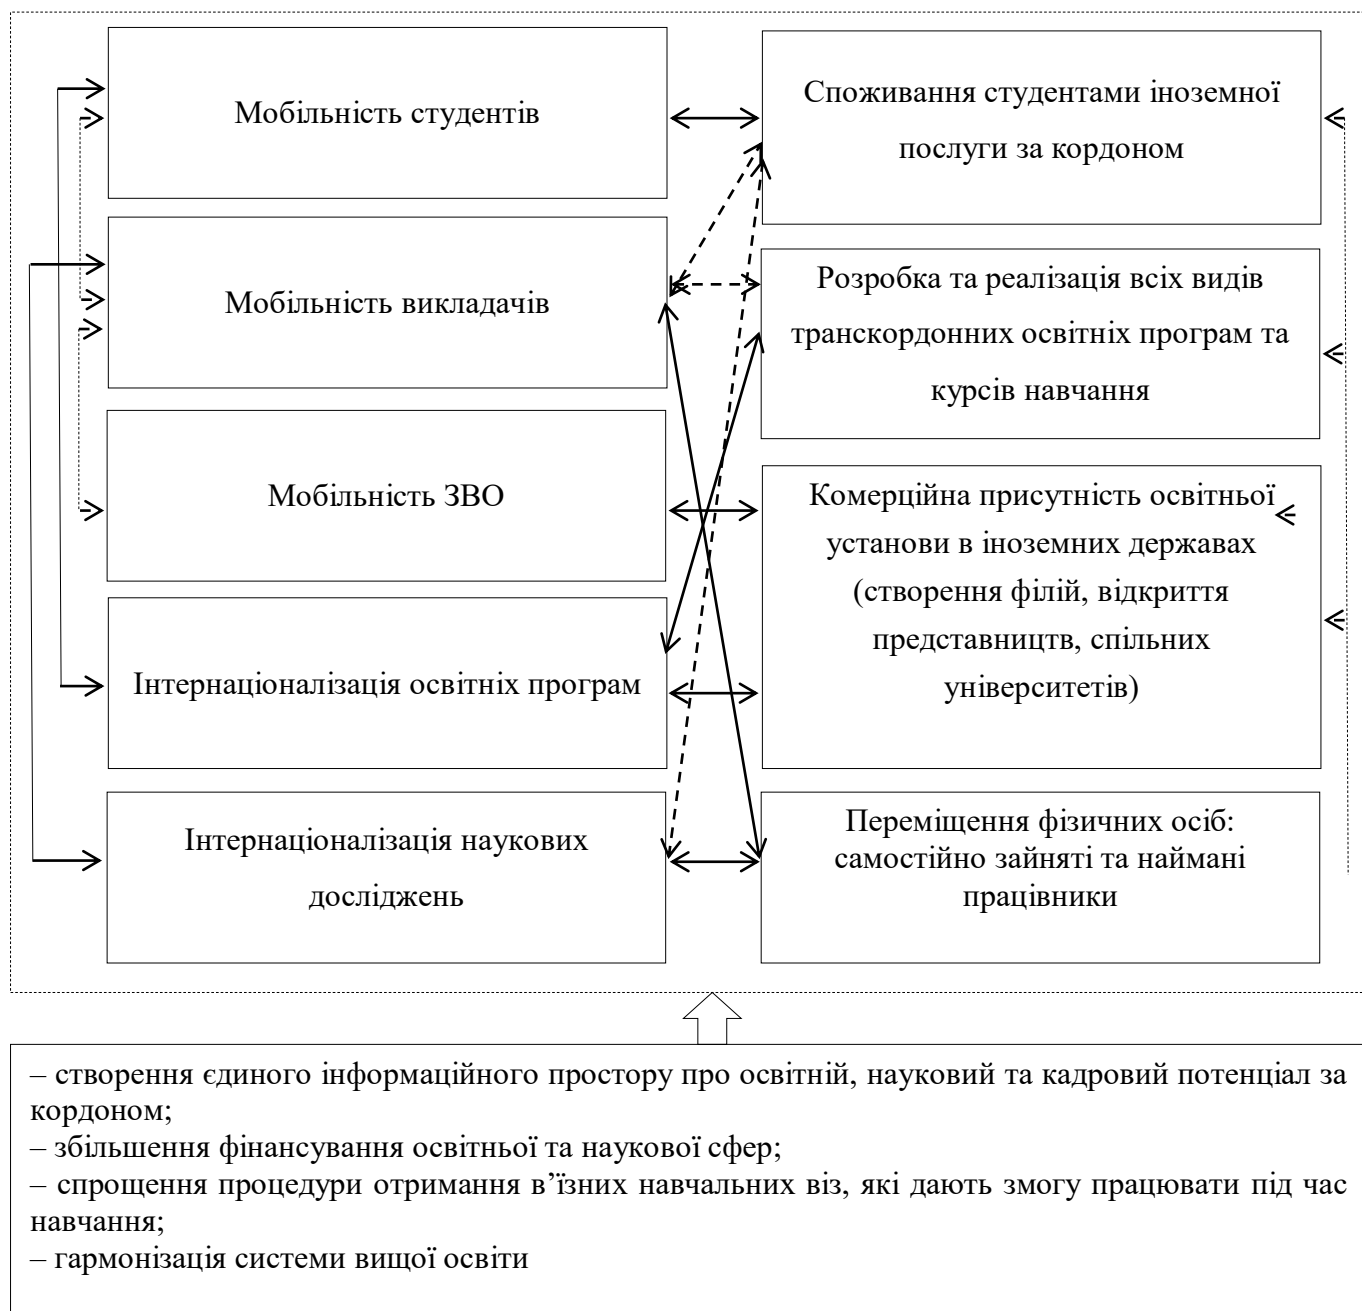 Мобільність студентів
Споживання студентами іноземної
послуги за кордоном
Мобільність викладачів
Розробка та реалізація всіх видів
транскордонних освітніх програм та
курсів навчання
Мобільність ЗВО
Комерційна присутність освітньої
установи в іноземних державах
(створення філій, відкриття
представництв, спільних
університетів)
Інтернаціоналізація освітніх програм
Інтернаціоналізація наукових
досліджень
Переміщення фізичних осіб:
самостійно зайняті та наймані
працівники
– створення єдиного інформаційного простору про освітній, науковий та кадровий потенціал за
кордоном;
– збільшення фінансування освітньої та наукової сфер;
– спрощення процедури отримання в’їзних навчальних віз, які дають змогу працювати під час
навчання;
– гармонізація системи вищої освіти